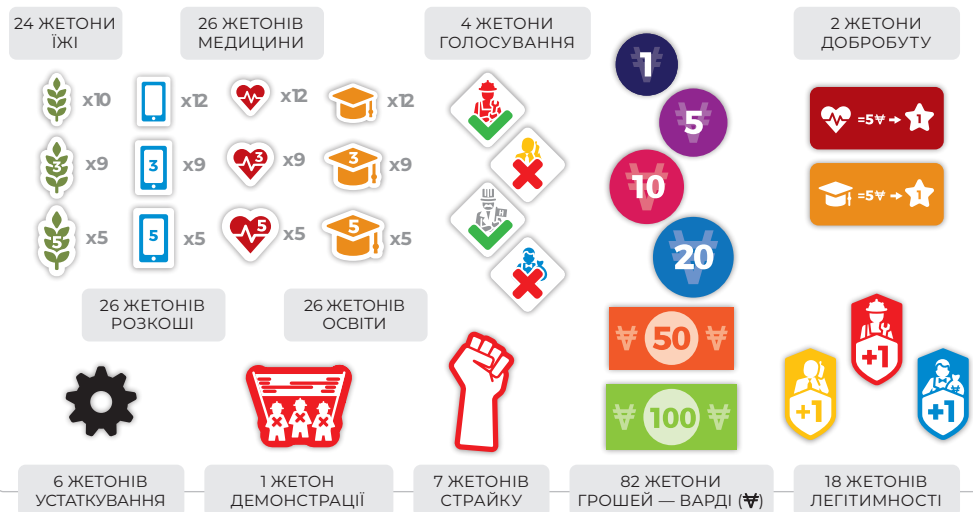 24 ЖЕТОНИ
ЇЖІ
26 ЖЕТОНІВ
МЕДИЦИНИ
4 ЖЕТОНИ
ГОЛОСУВАННЯ
2 ЖЕТОНИ
ДОБРОБУТУ
x10
x12
x12
x12
3 x9
3 x9
3 x9
3 x9
5 x5
5 x5
5 x5
5 x5
1
5
10
20
₩ 50 ₩
₩ 100 ₩
=5₩ 1
=5₩ 1
26 ЖЕТОНІВ
РОЗКОШІ
26 ЖЕТОНІВ
ОСВІТИ
+1
+1
+1
6 ЖЕТОНІВ
УСТАТКУВАННЯ
1 ЖЕТОН
ДЕМОНСТРАЦІЇ
7 ЖЕТОНІВ
СТРАЙКУ
82 ЖЕТОНИ
ГРОШЕЙ — ВАРДІ (₩)
18 ЖЕТОНІВ
ЛЕГІТИМНОСТІ